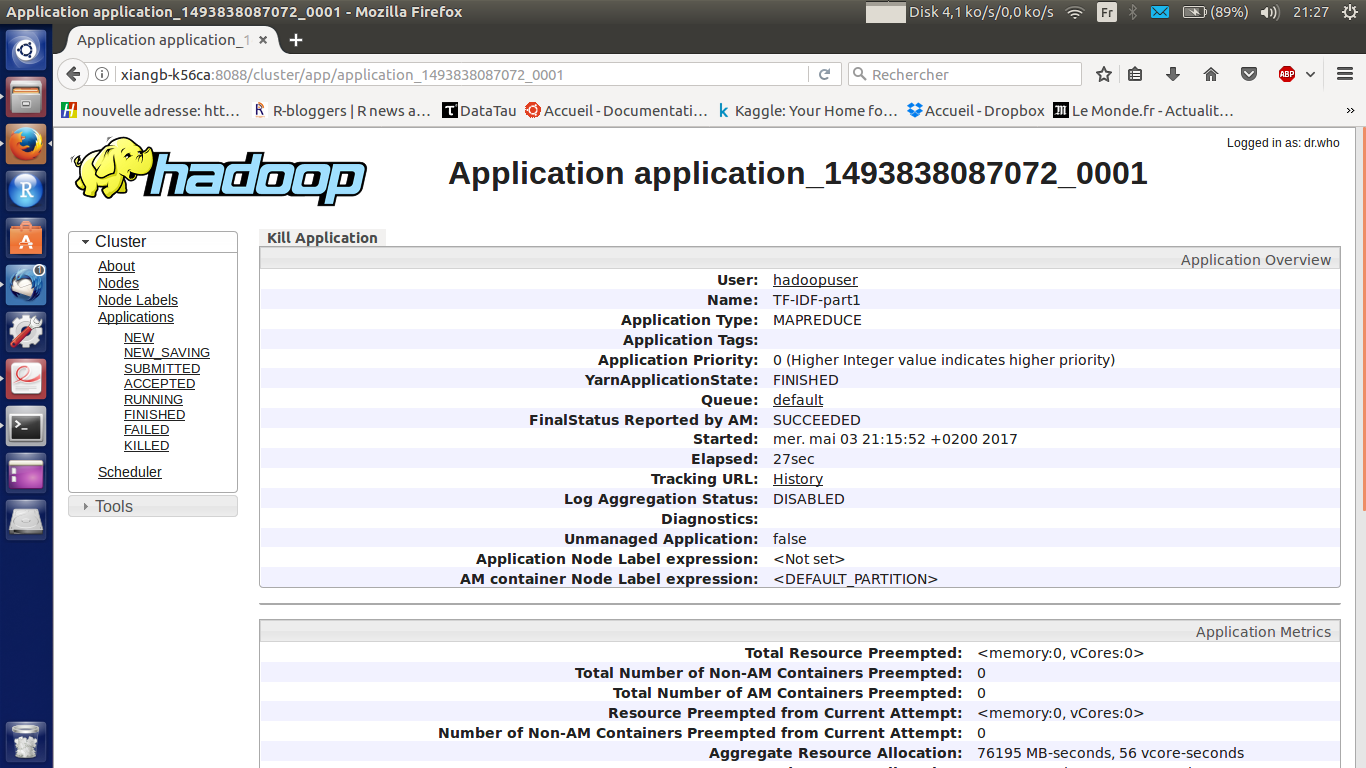 Application application_1493838087072_0001 - Mozilla Firefox
Disk 4,1 ko/s/0,0 ko/s Fr (89%) 21:27
Application application_1
xiangb-k56ca:8088/cluster/app/application_1493838087072_0001
Rechercher
ABP
nouvelle adresse: htt… R-bloggers | R news a… DataTau Accueil - Documentati… Kaggle: Your Home fo… Accueil - Dropbox Le Monde.fr - Actualit…
Logged in as: dr.who
hadoop
Application application_1493838087072_0001
Cluster
About
Nodes
Node Labels
Applications
NEW
NEW_SAVING
SUBMITTED
ACCEPTED
RUNNING
FINISHED
FAILED
KILLED
Scheduler
Tools
Kill Application
Application Overview
User: hadoopuser
Name: TF-IDF-part1
Application Type: MAPREDUCE
Application Tags:
Application Priority: 0 (Higher Integer value indicates higher priority)
YarnApplicationState: FINISHED
Queue: default
FinalStatus Reported by AM: SUCCEEDED
Started: mer. mai 03 21:15:52 +0200 2017
Elapsed: 27sec
Tracking URL: History
Log Aggregation Status: DISABLED
Diagnostics:
Unmanaged Application: false
Application Node Label expression: <Not set>
AM container Node Label expression: <DEFAULT_PARTITION>
Application Metrics
Total Resource Preempted: <memory:0, vCores:0>
Total Number of Non-AM Containers Preempted: 0
Total Number of AM Containers Preempted: 0
Resource Preempted from Current Attempt: <memory:0, vCores:0>
Number of Non-AM Containers Preempted from Current Attempt: 0
Aggregate Resource Allocation: 76195 MB-seconds, 56 vcore-seconds